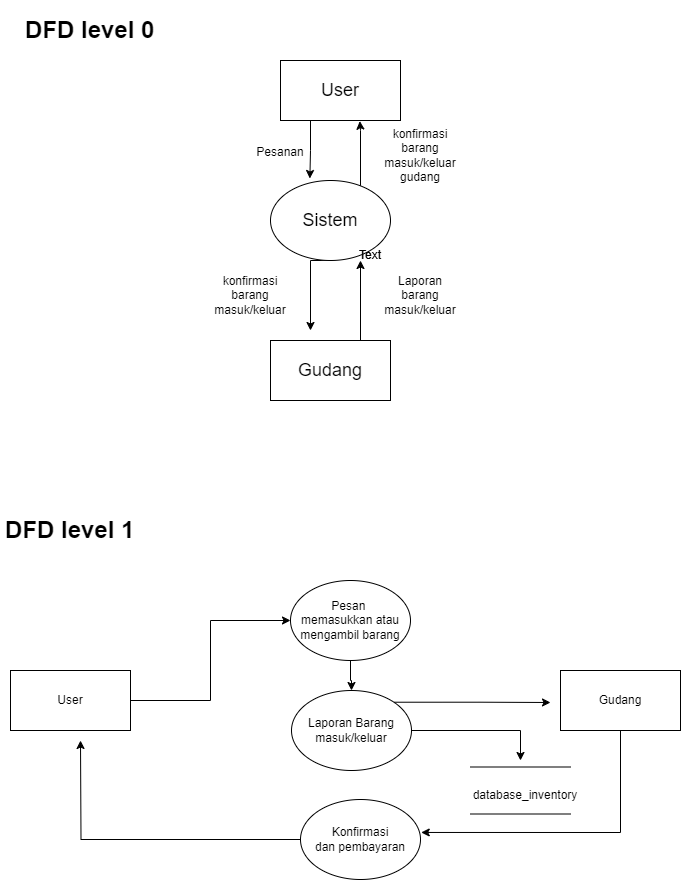 DFD level 0
User
Pesanan
konfirmasi
barang
masuk/keluar
gudang
Sistem
Text
konfirmasi
barang
masuk/keluar
Laporan
barang
masuk/keluar
Gudang
DFD level 1
Pesan
memasukkan atau
mengambil barang
User
Laporan Barang
masuk/keluar
Gudang
database_inventory
Konfirmasi
dan pembayaran